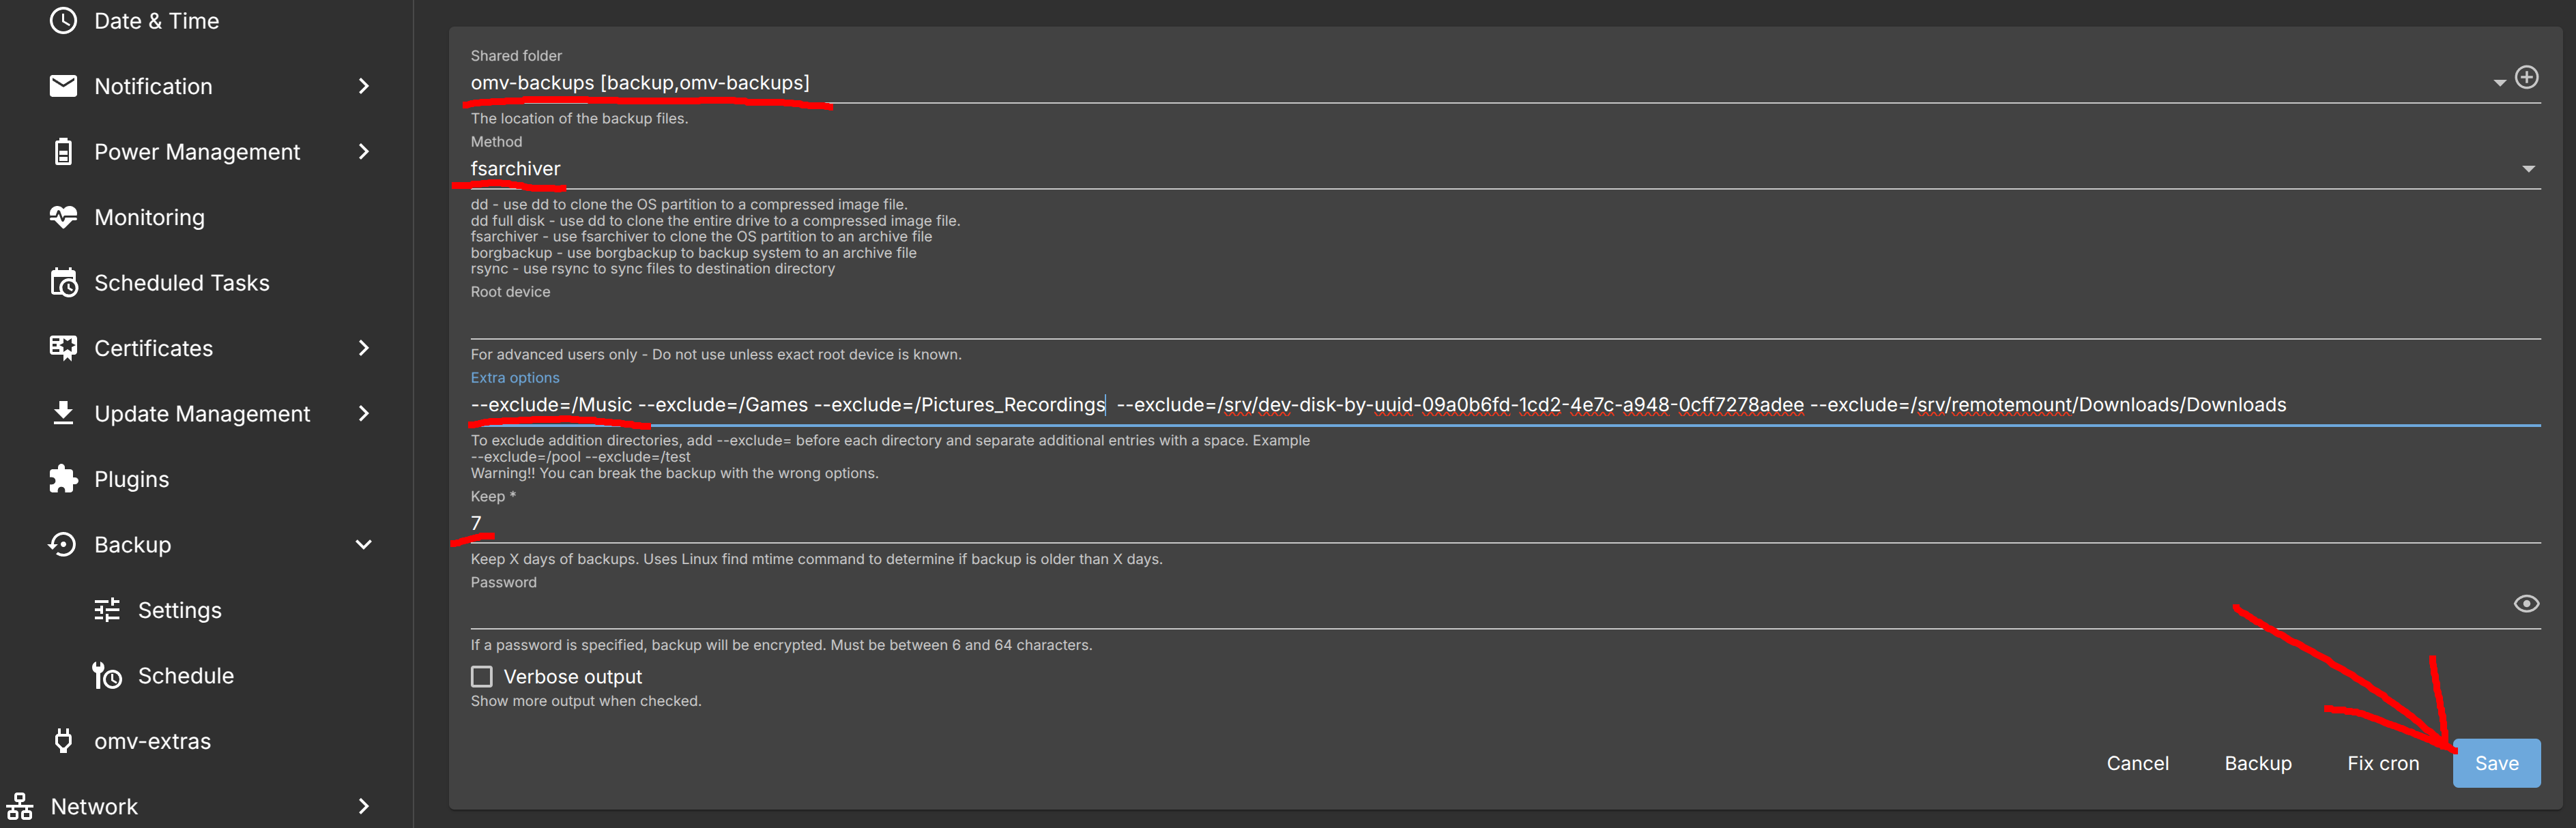 Date & Time
Notification
Power Management
Monitoring
Scheduled Tasks
Certificates
Update Management
Plugins
Backup
Settings
Schedule
omv-extras
Network
Shared folder
omv-backups [backup,omv-backups]
The location of the backup files.
Method
fsarchiver
dd - use dd to clone the OS partition to a compressed image file.
dd full disk - use dd to clone the entire drive to a compressed image file.
fsarchiver - use fsarchiver to clone the OS partition to an archive file
borgbackup - use borgbackup to backup system to an archive file
rsync - use rsync to sync files to destination directory
Root device
For advanced users only - Do not use unless exact root device is known.
Extra options
--exclude=/Music --exclude=/Games --exclude=/Pictures_Recordings  --exclude=/srv/dev-disk-by-uuid-09a0b6fd-1cd2-4e7c-a948-0cff7278adee --exclude=/srv/remotemount/Downloads/Downloads
To exclude addition directories, add --exclude= before each directory and separate additional entries with a space. Example
--exclude=/pool --exclude=/test
Warning!! You can break the backup with the wrong options.
Keep *
7
Keep X days of backups. Uses Linux find mtime command to determine if backup is older than X days.
Password
If a password is specified, backup will be encrypted. Must be between 6 and 64 characters.
Verbose output
Show more output when checked.
Cancel Backup Fix cron Save